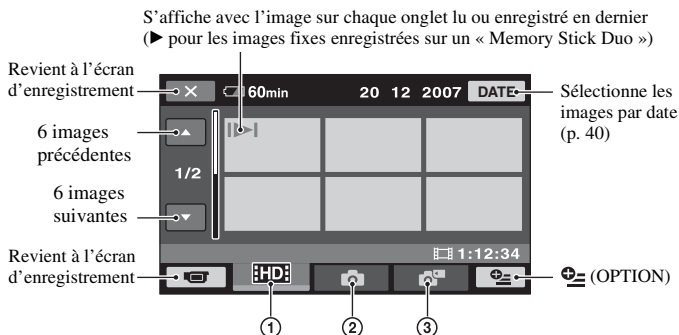 S’affiche avec l’image sur chaque onglet lu ou enregistré en dernier
(▶ pour les images fixes enregistrées sur un « Memory Stick Duo »)
Revient à l’écran
d’enregistrement
60min
20 12 2007
DATE
Sélectionne les
images par date
(p. 40)
6 images
précédentes
1/2
6 images
suivantes
1:12:34
Revient à l’écran
d’enregistrement
HD
(OPTION)
① ② ③